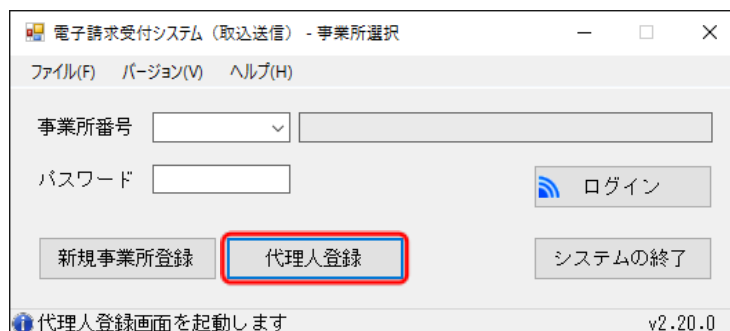 電子請求受付システム（取込送信） - 事業所選択
ファイル(F) バージョン(V) ヘルプ(H)
事業所番号
パスワード
ログイン
新規事業所登録 代理人登録 システムの終了
代理人登録画面を起動します v2.20.0